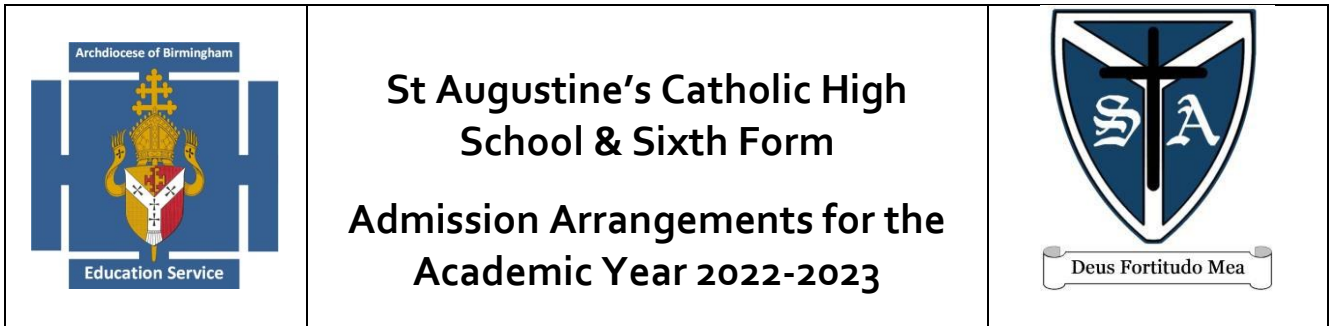 Archdiocese of Birmingham
Education Service
St Augustine’s Catholic High
School & Sixth Form
Admission Arrangements for the
Academic Year 2022-2023
S A
Deus Fortitudo Mea